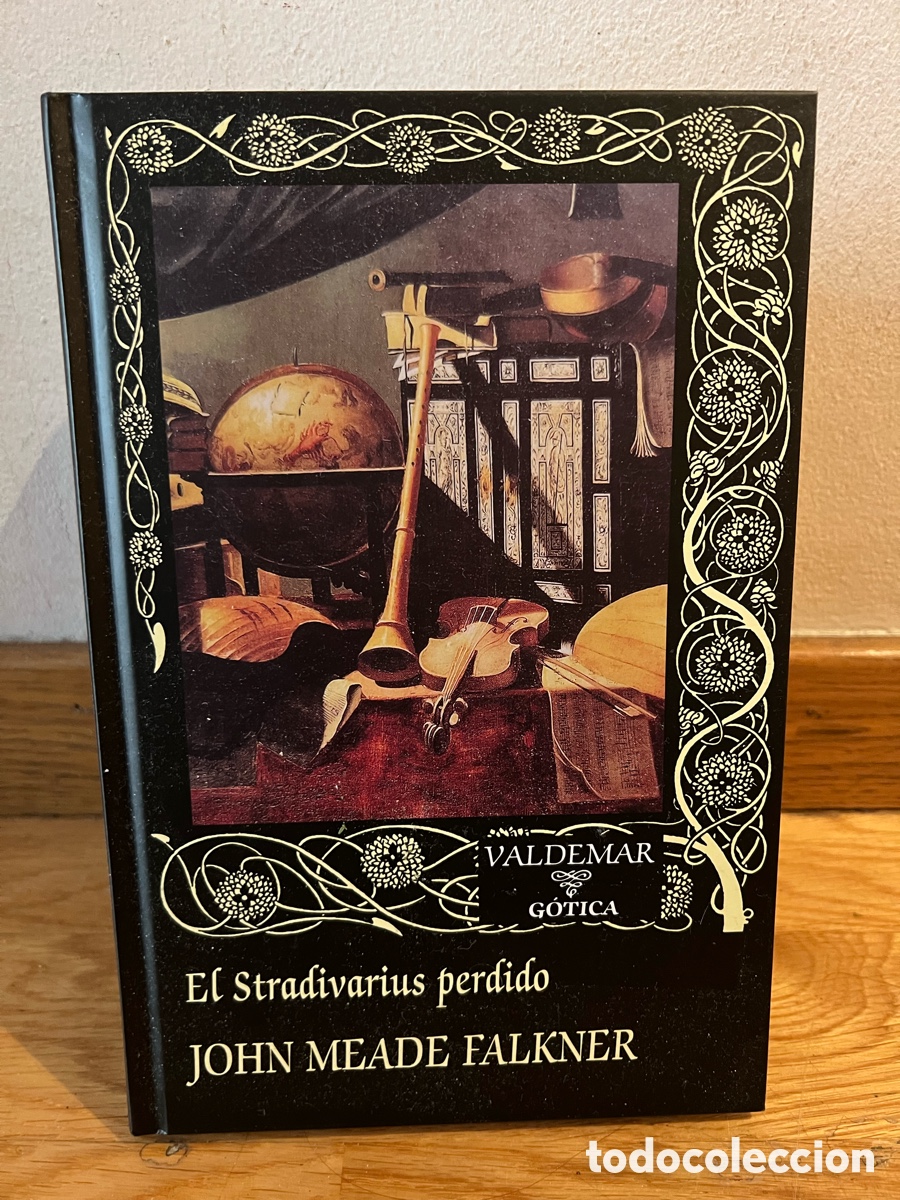 VALDEMAR
GÓTICA
El Stradivarius perdido
JOHN MEADE FALKNER
todocoleccion